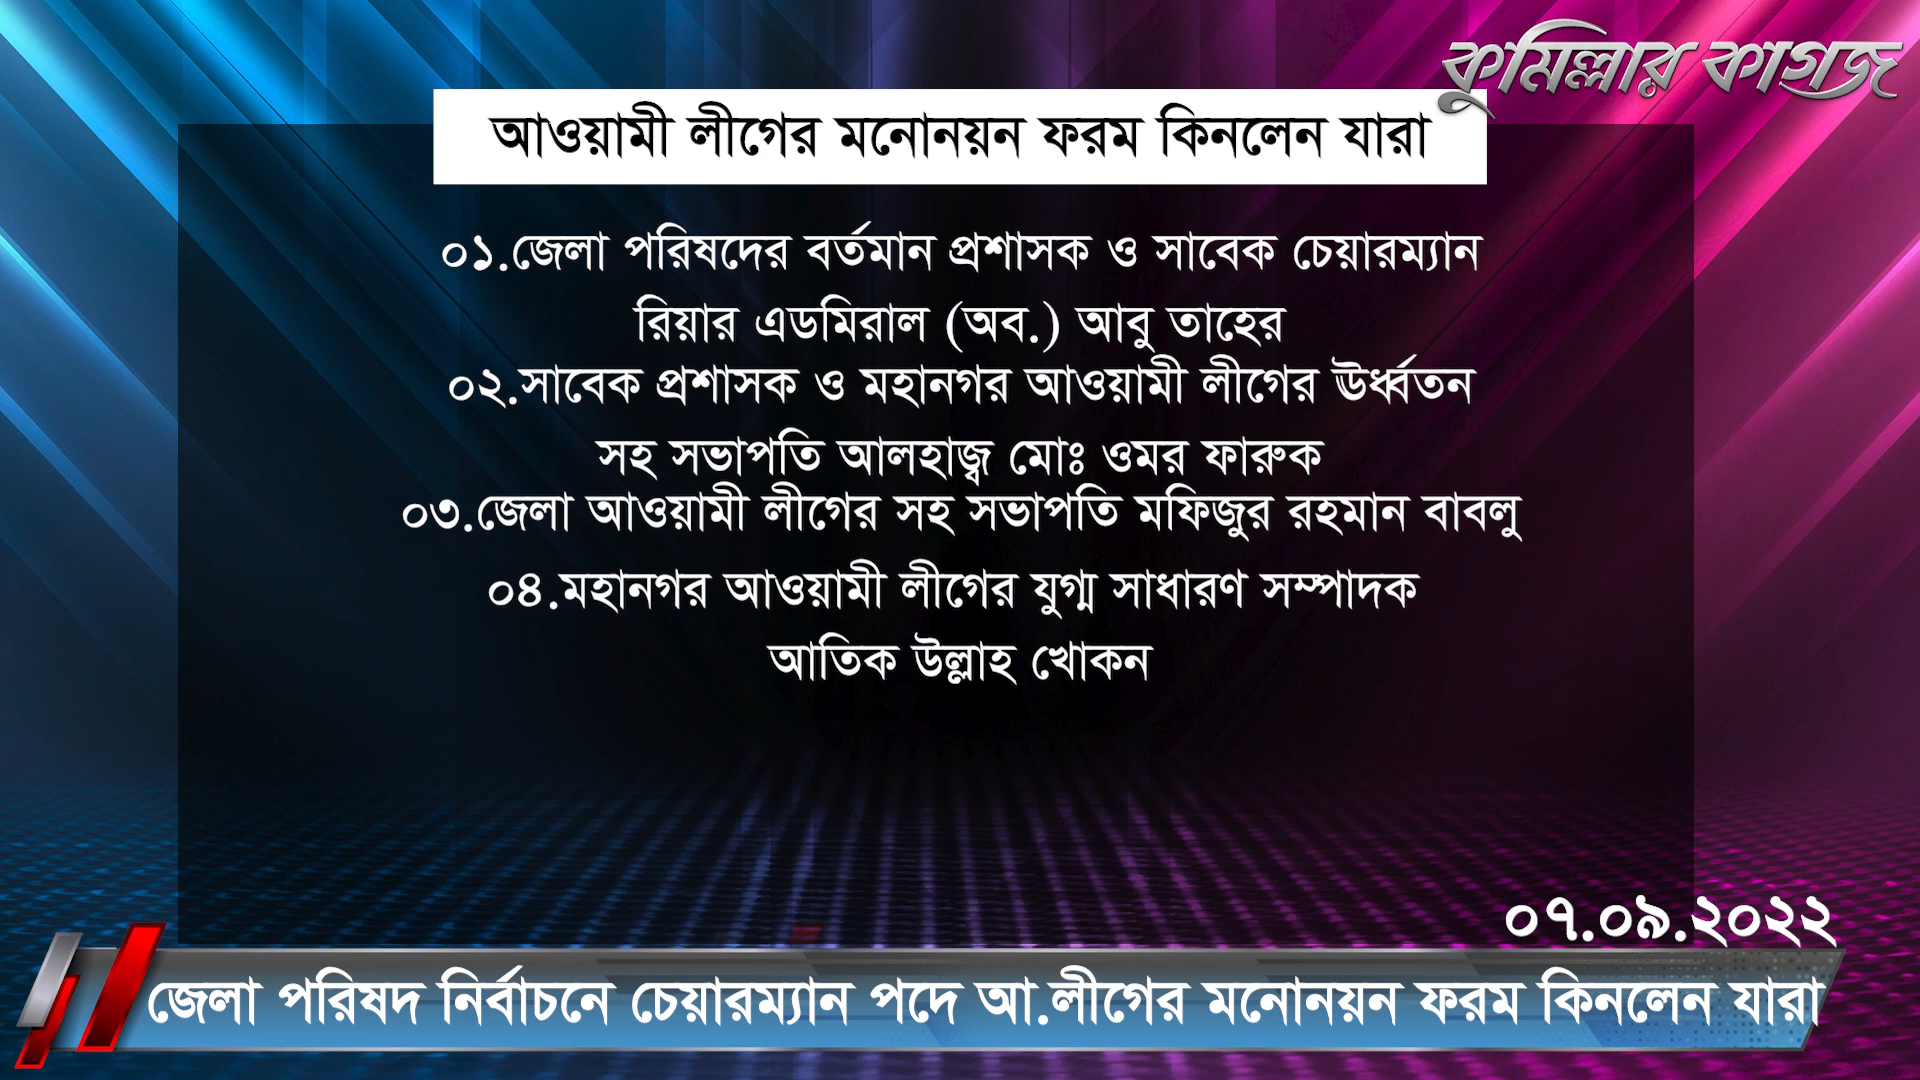 কুমিল্লার কাগজ
আওয়ামী লীগের মনোনয়ন ফরম কিনলেন যারা
০১.জেলা পরিষদের বর্তমান প্রশাসক ও সাবেক চেয়ারম্যান
রিয়ার এডমিরাল (অব.) আবু তাহের
০২.সাবেক প্রশাসক ও মহানগর আওয়ামী লীগের ঊর্ধ্বতন
সহ সভাপতি আলহাজ্ব মোঃ ওমর ফারুক
০৩.জেলা আওয়ামী লীগের সহ সভাপতি মফিজুর রহমান বাবলু
০৪.মহানগর আওয়ামী লীগের যুগ্ম সাধারণ সম্পাদক
আতিক উল্লাহ খোকন
০৭.০৯.২০২২
জেলা পরিষদ নির্বাচনে চেয়ারম্যান পদে আ.লীগের মনোনয়ন ফরম কিনলেন যারা